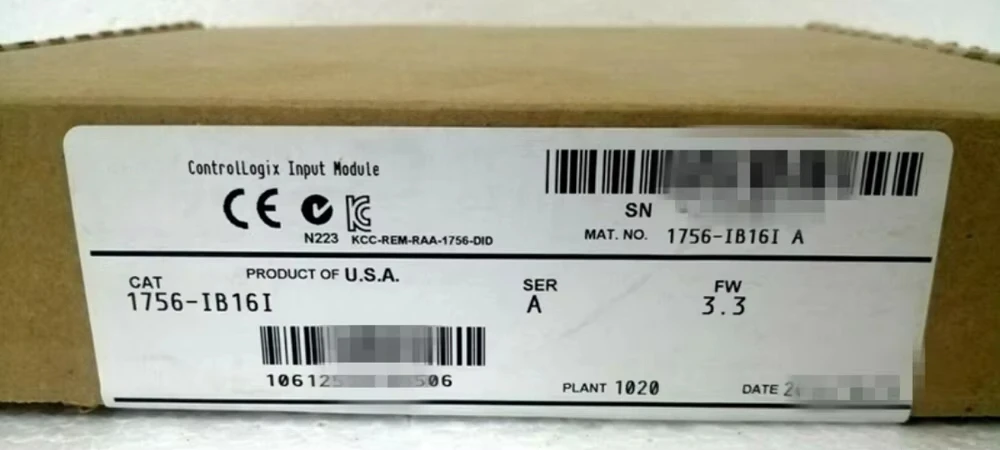 ControlLogix Input Module
CE
N223 KCC-REM-RAA-1756-DID
SN
MAT. NO. 1756-IB16I A
PRODUCT OF U.S.A.
CAT
1756-IB16I
SER
A
FW
3.3
PLANT 1020
DATE